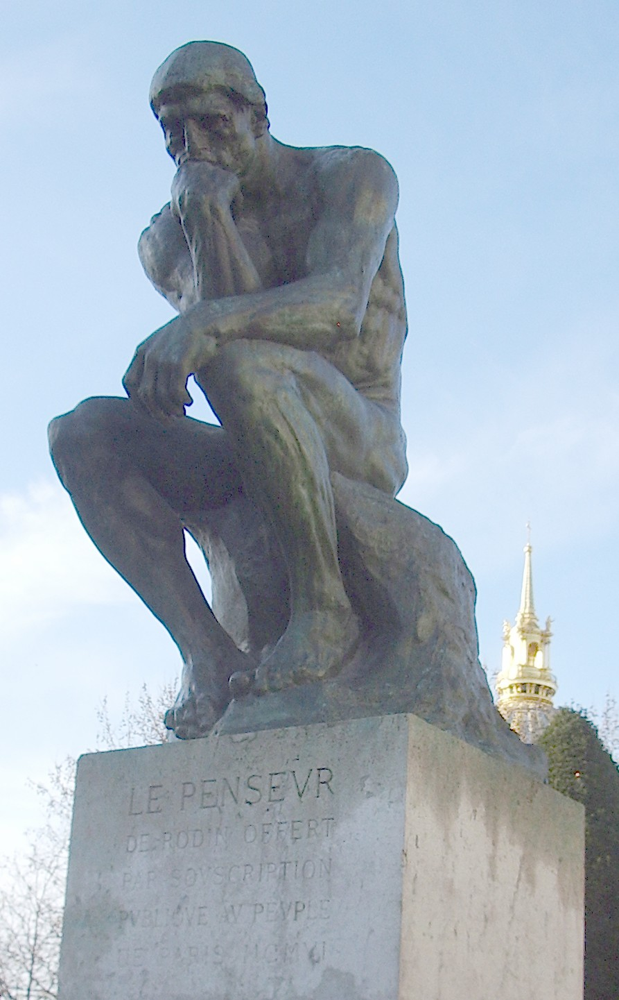 LE PENSEVR
DE RODIN OFFERT
PAR SOVSCRIPTION
PVBLIQVE AV PEVPLE
DE PARIS MCMVI